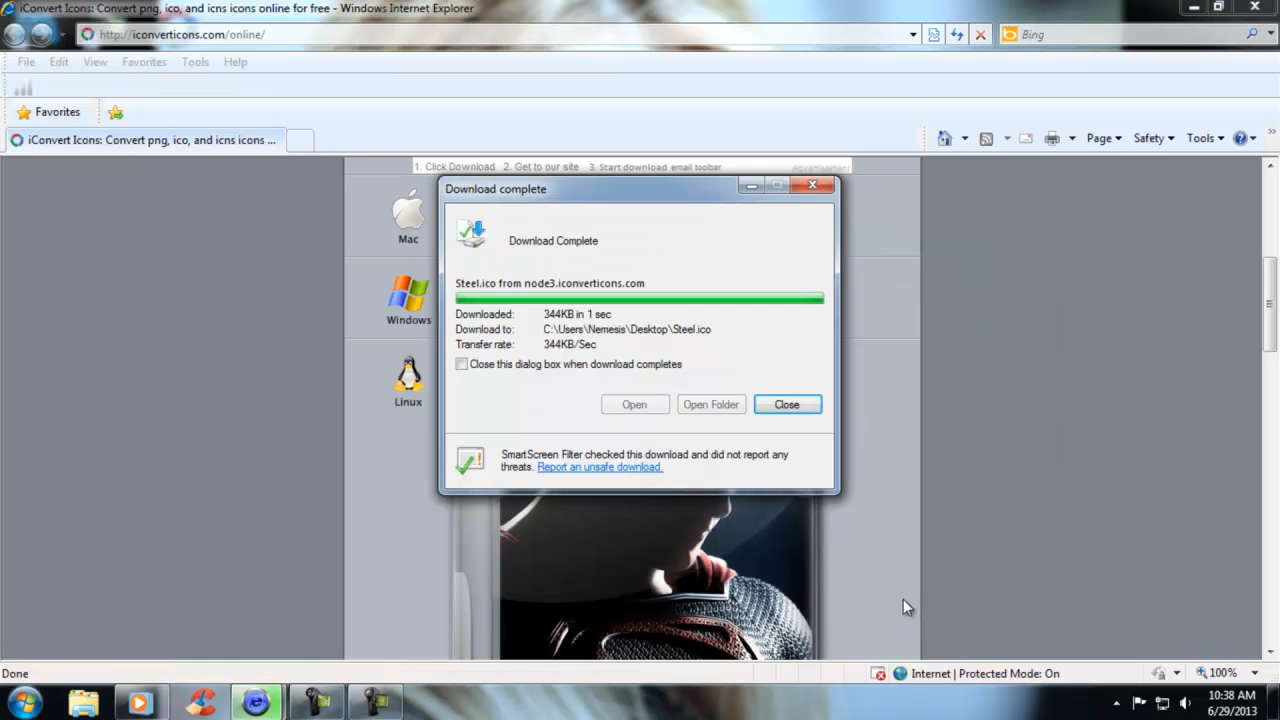 iConvert Icons: Convert png, ico, and icns icons online for free - Windows Internet Explorer
http://iconverticons.com/online/
Bing
File Edit View Favorites Tools Help
Favorites
iConvert Icons: Convert png, ico, and icns icons ...
Page Safety Tools
1. Click Download 2. Get to our site 3. Start download email toolbar
Advertisement
Download complete
Mac
Download Complete
Steel.ico from node3.iconverticons.com
Windows
Downloaded: 344KB in 1 sec
Download to: C:\Users\Nemesis\Desktop\Steel.ico
Transfer rate: 344KB/Sec
Close this dialog box when download completes
Linux
Open Open Folder Close
SmartScreen Filter checked this download and did not report any
threats. Report an unsafe download.
Done
Internet | Protected Mode: On
100%
10:38 AM
6/29/2013